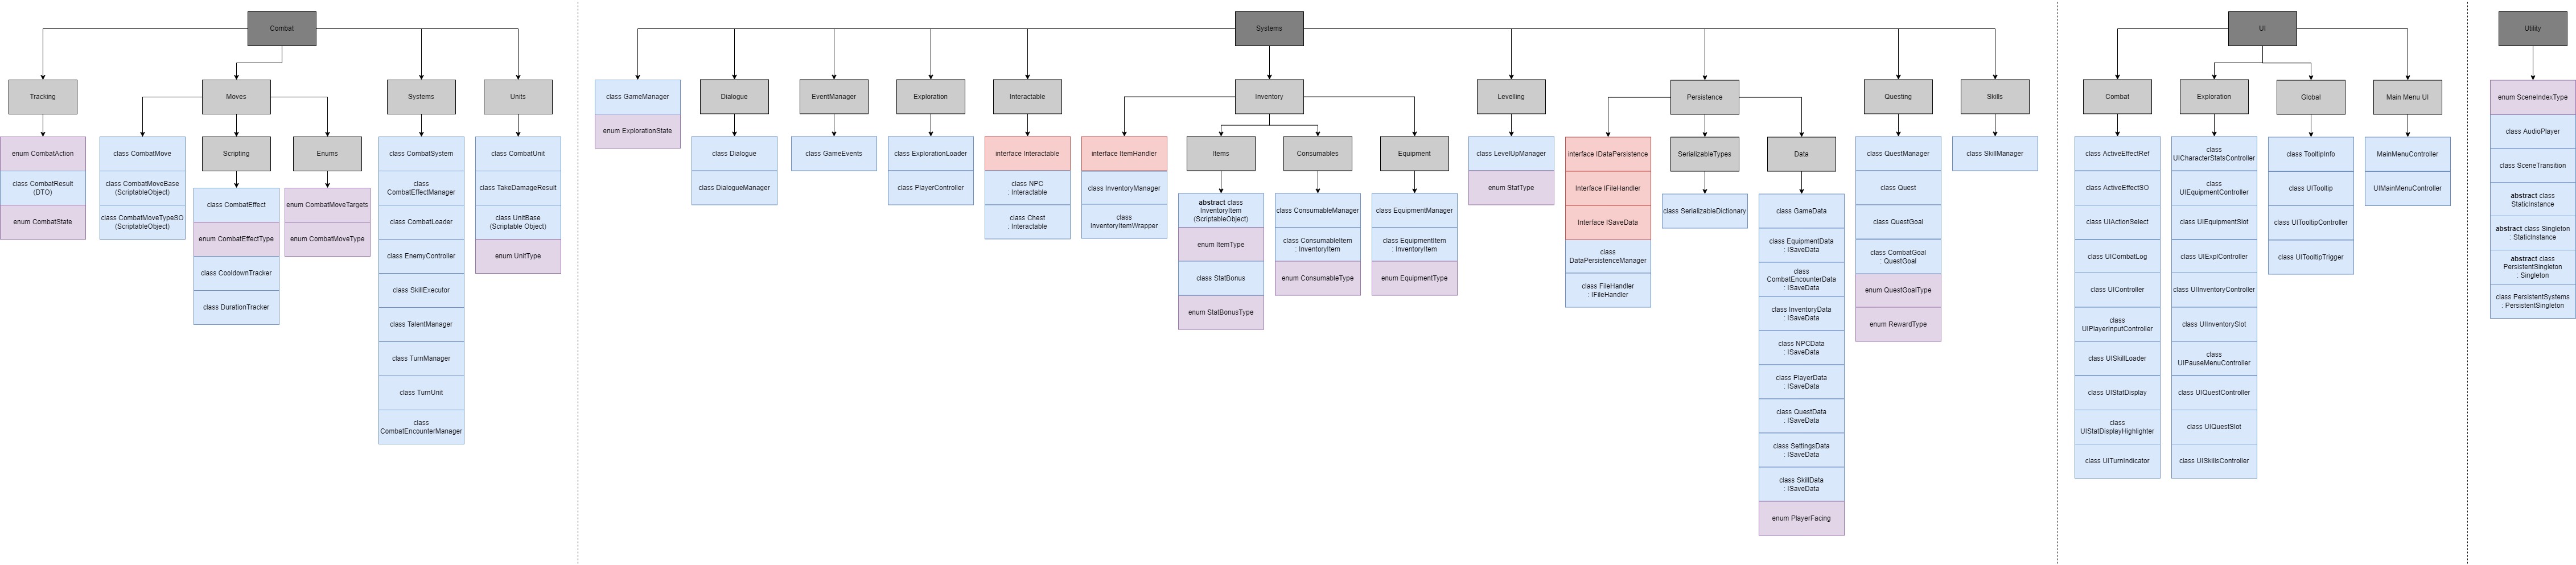 Combat
Tracking
enum CombatAction
class CombatResult
(DTO)
enum CombatState
Moves
class CombatMove
class CombatMoveBase
(ScriptableObject)
class CombatMoveTypeSO
(ScriptableObject)
Scripting
class CombatEffect
enum CombatEffectType
class CooldownTracker
class DurationTracker
Enums
enum CombatMoveTargets
enum CombatMoveType
Systems
class CombatSystem
class
CombatEffectManager
class CombatLoader
class EnemyController
class SkillExecutor
class TalentManager
class TurnManager
class TurnUnit
class
CombatEncounterManager
Units
class CombatUnit
class TakeDamageResult
class UnitBase
(Scriptable Object)
enum UnitType
Systems
class GameManager
enum ExplorationState
Dialogue
class Dialogue
class DialogueManager
EventManager
class GameEvents
Exploration
class ExplorationLoader
class PlayerController
Interactable
interface Interactable
class NPC
: Interactable
class Chest
: Interactable
Inventory
interface ItemHandler
class InventoryManager
class
InventoryItemWrapper
Items
abstract class
InventoryItem
(ScriptableObject)
enum ItemType
class StatBonus
enum StatBonusType
Consumables
class ConsumableManager
class ConsumableItem
: InventoryItem
enum ConsumableType
Equipment
class EquipmentManager
class EquipmentItem
: InventoryItem
enum EquipmentType
Levelling
class LevelUpManager
enum StatType
Persistence
interface IDataPersistence
Interface IFileHandler
Interface ISaveData
class
DataPersistenceManager
class FileHandler
: IFileHandler
SerializableTypes
class SerializableDictionary
Data
class GameData
class EquipmentData
: ISaveData
class
CombatEncounterData
: ISaveData
class InventoryData
: ISaveData
class NPCData
: ISaveData
class PlayerData
: ISaveData
class QuestData
: ISaveData
class SettingsData
: ISaveData
class SkillData
: ISaveData
enum PlayerFacing
Questing
class QuestManager
class Quest
class QuestGoal
class CombatGoal
: QuestGoal
enum QuestGoalType
enum RewardType
Skills
class SkillManager
UI
Combat
class ActiveEffectRef
class ActiveEffectSO
class UIActionSelect
class UICombatLog
class UIController
class
UIPlayerInputController
class UISkillLoader
class UIStatDisplay
class
UIStatDisplayHighlighter
class UITurnIndicator
Exploration
class
UICharacterStatsController
class
UIEquipmentController
class UIEquipmentSlot
class UIExplController
class UIInventoryController
class UIInventorySlot
class
UIPauseMenuController
class UIQuestController
class UIQuestSlot
class UISkillsController
Global
class TooltipInfo
class UITooltip
class UITooltipController
class UITooltipTrigger
Main Menu UI
MainMenuController
UIMainMenuController
Utility
enum SceneIndexType
class AudioPlayer
class SceneTransition
abstract class
StaticInstance
abstract class Singleton
: StaticInstance
abstract class
PersistentSingleton
: Singleton
class PersistentSystems
: PersistentSingleton